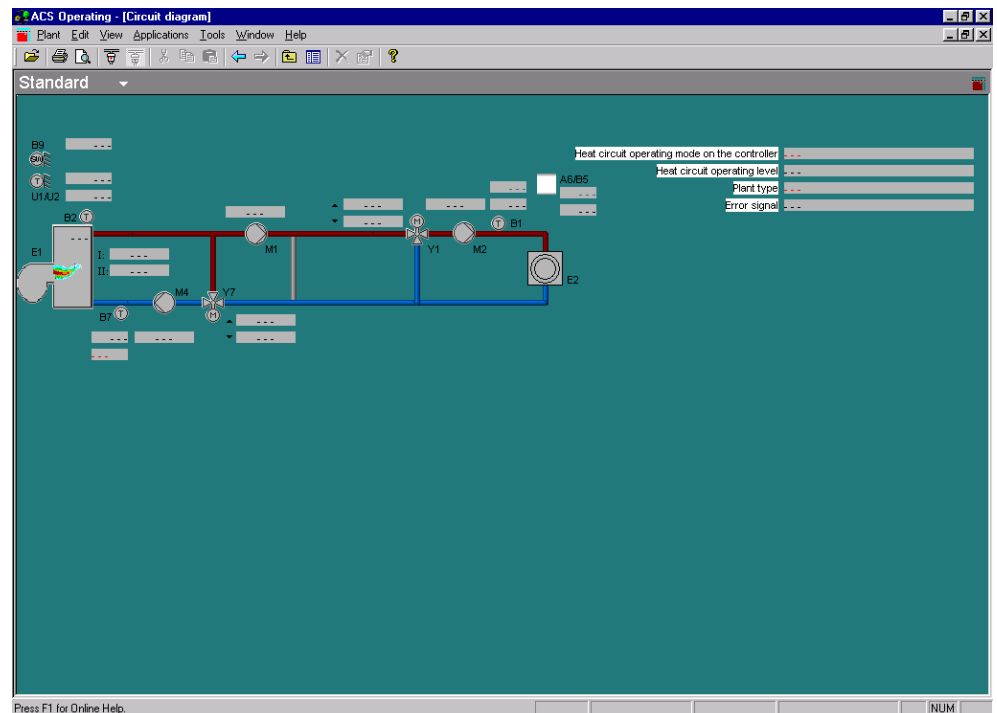 ACS Operating - [Circuit diagram]
Plant Edit View Applications Tools Window Help
Standard
B9
- - -
SUN
T
- - -
U1/U2
- - -
B2
T
- - -
E1
I:
- - -
II:
- - -
- - -
M1
- - -
- - -
M
Y1
- - -
M2
- - -
- - -
T
B1
A6/B5
- - -
- - -
E2
M4
Y7
M
B7
T
- - -
- - -
- - -
- - -
- - -
Heat circuit operating mode on the controller
- - -
Heat circuit operating level
- - -
Plant type
- - -
Error signal
- - -
Press F1 for Online Help.
NUM